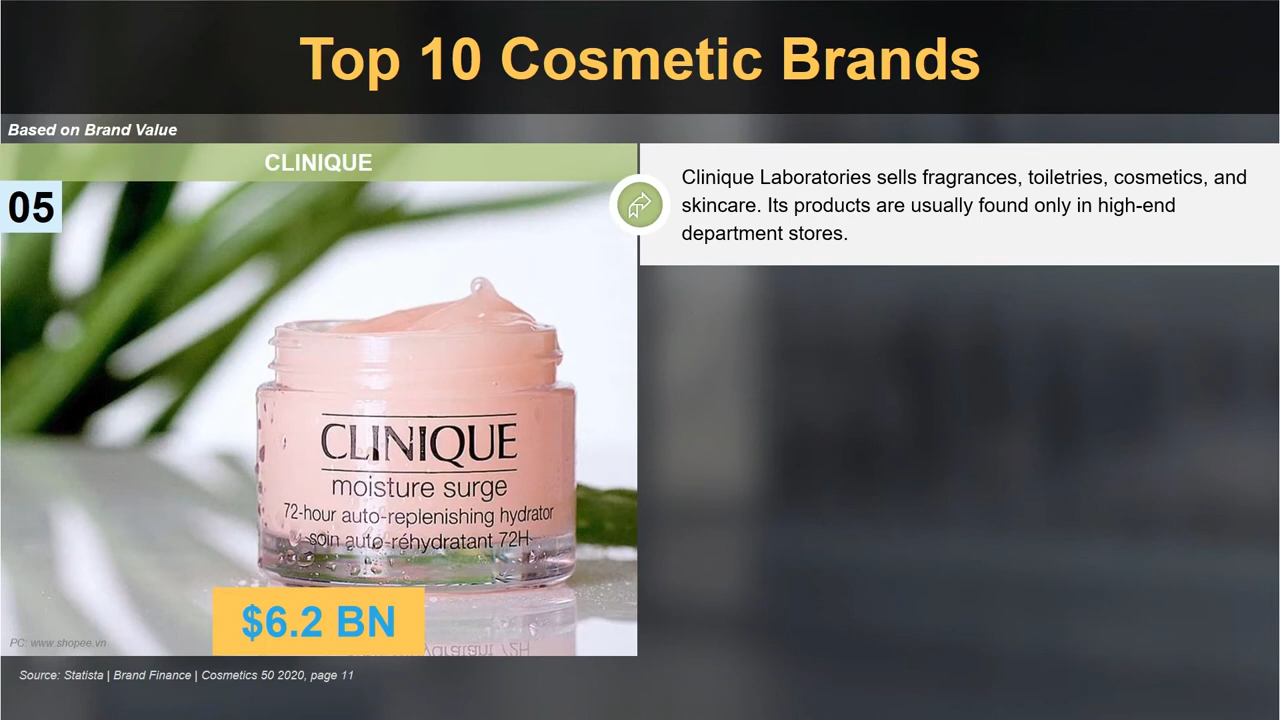 Top 10 Cosmetic Brands
Based on Brand Value
CLINIQUE
05
Clinique Laboratories sells fragrances, toiletries, cosmetics, and
skincare. Its products are usually found only in high-end
department stores.
CLINIQUE
moisture surge
72-hour auto-replenishing hydrator
soin auto-réhydratant 72H
$6.2 BN
PC: www.shopee.vn
Source: Statista | Brand Finance | Cosmetics 50 2020, page 11